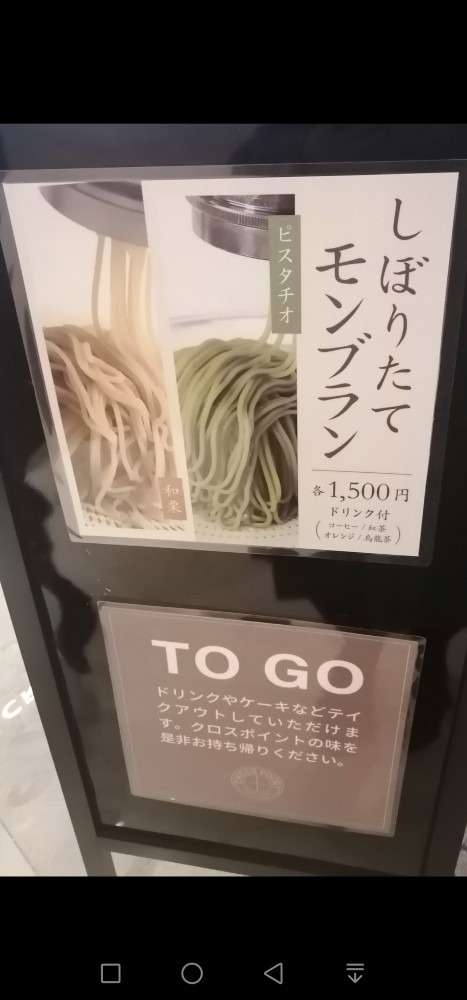 しぼりたて
モンブラン
ピスタチオ
和栗
各1,500円
ドリンク付
(コーヒー/紅茶
オレンジ/烏龍茶)
TO GO
ドリンクやケーキなどテイ
クアウトしていただけま
す。クロスポイントの味を
是非お持ち帰りください。